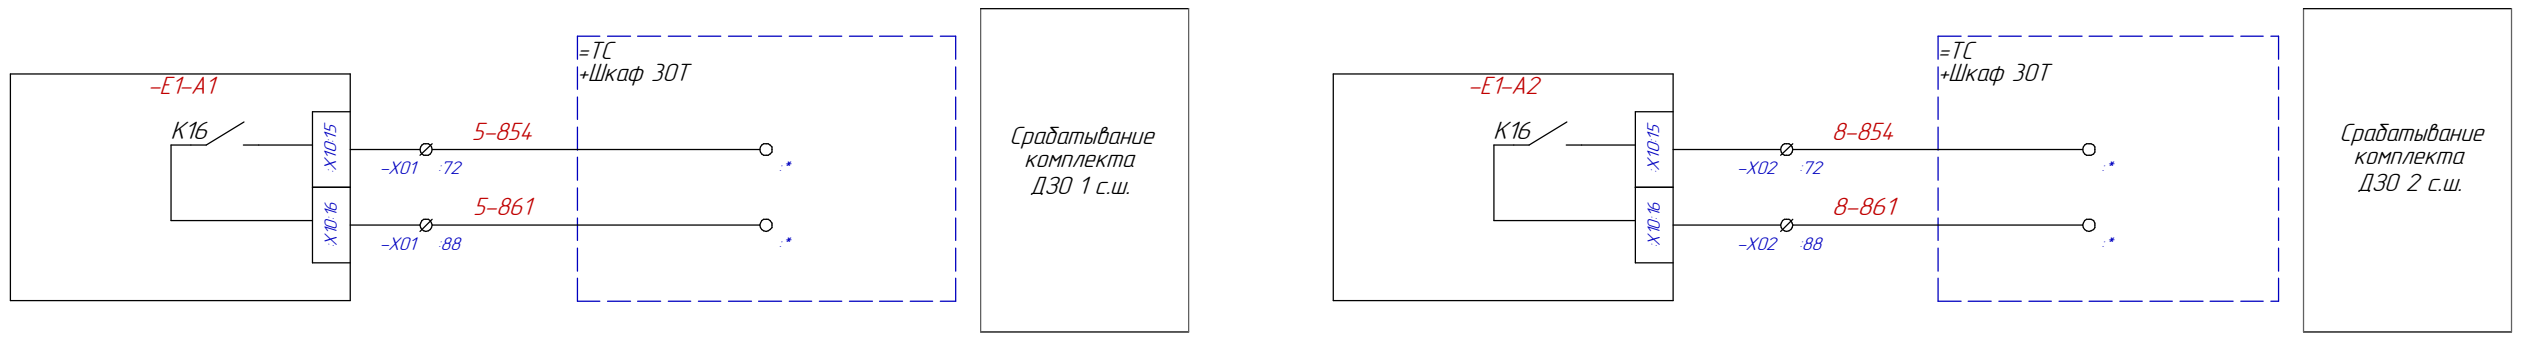 =ТС
+Шкаф ЗОТ
-E1-A1
K16
:X10:15
5-854
-X01 :72
:*
:X10:16
5-861
-X01 :88
:*
Срабатывание
комплекта
ДЗО 1 с.ш.
=ТС
+Шкаф ЗОТ
-E1-A2
K16
:X10:15
8-854
-X02 :72
:*
:X10:16
8-861
-X02 :88
:*
Срабатывание
комплекта
ДЗО 2 с.ш.